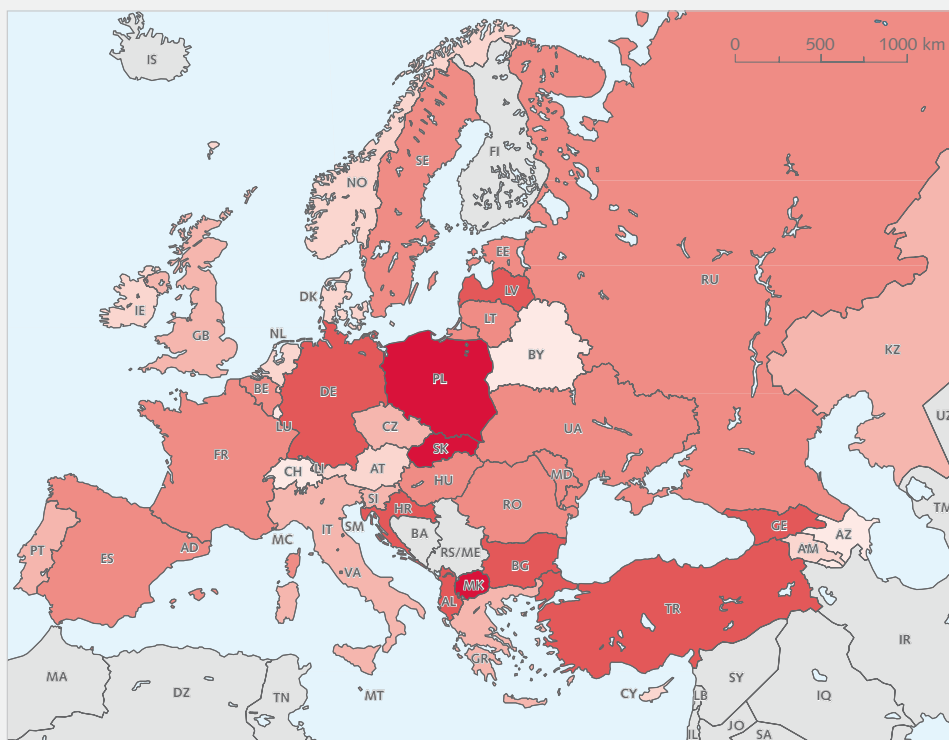 0 500 1000 km
IS
FI
SE
NO
EE
RU
LV
DK
IE
LT
GB
NL
KZ
BY
PL
BE
DE
UZ
LU
CZ
UA
SK
FR
CH
LI
AT
MD
HU
TM
SI
RO
HR
GE
IT
SM
BA
AZ
MC
AD
PT
ES
AM
RS/ME
BG
VA
MK
AL
TR
IR
GR
MA
SY
DZ
TN
MT
CY
LB
IQ
JO
IL
SA